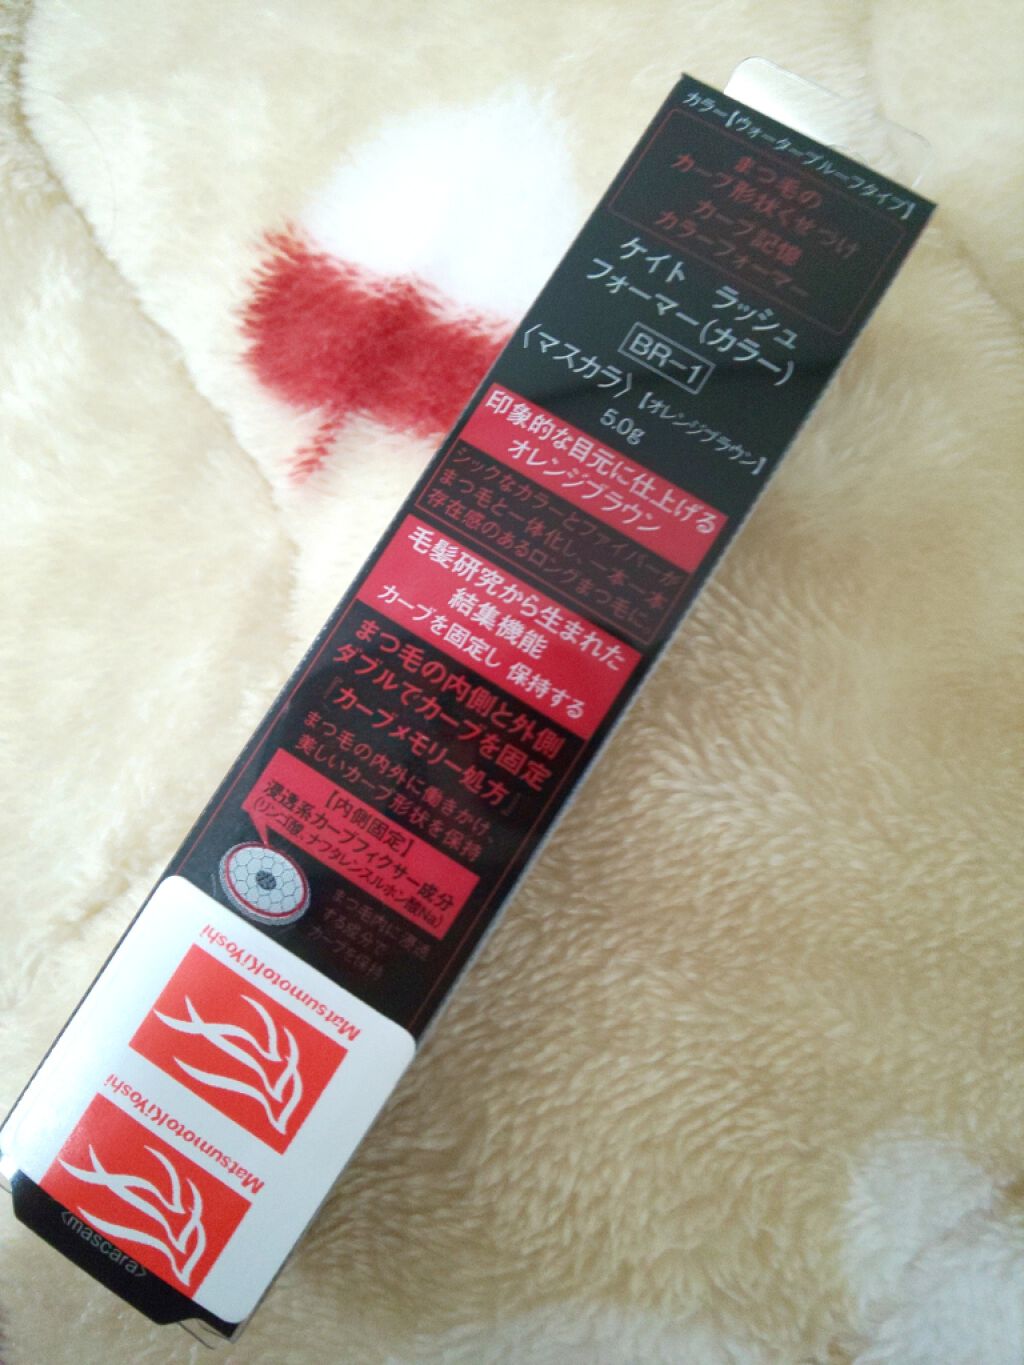 カラー【ウォータープルーフタイプ】
まつ毛の
カーブ形状くせつけ
カーブ記憶
カラーフォーマー
ケイト ラッシュ
フォーマー(カラー)
BR-1
〈マスカラ〉【オレンジブラウン】
5.0g
印象的な目元に仕上げる
オレンジブラウン
シックなカラーとファイバーが
まつ毛と一体化し、一本一本
存在感のあるロングまつ毛に。
毛髪研究から生まれた
結集機能
カーブを固定し 保持する
まつ毛の内側と外側
ダブルでカーブを固定
『カーブメモリー処方』
まつ毛の内外に働きかけ、
美しいカーブ形状を保持
【内側固定】
浸透系カーブフィクサー成分
(リンゴ酸、ナフタレンスルホン酸Na)
まつ毛内に浸透
する成分が
カーブを保持
MatsumotoKiYoshi
MatsumotoKiYoshi
MatsumotoKiYoshi
<mascara>